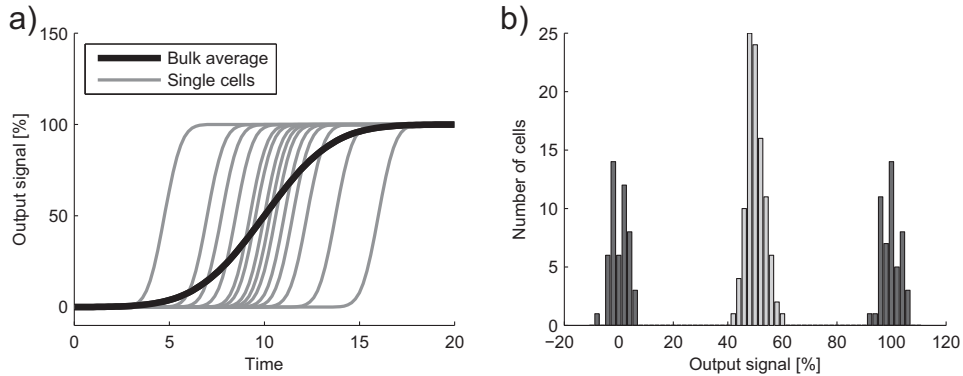 a)
150
100
50
0
Output signal [%]
Bulk average
Single cells
0 5 10 15 20
Time
b)
25
20
15
10
5
0
Number of cells
−20 0 20 40 60 80 100 120
Output signal [%]